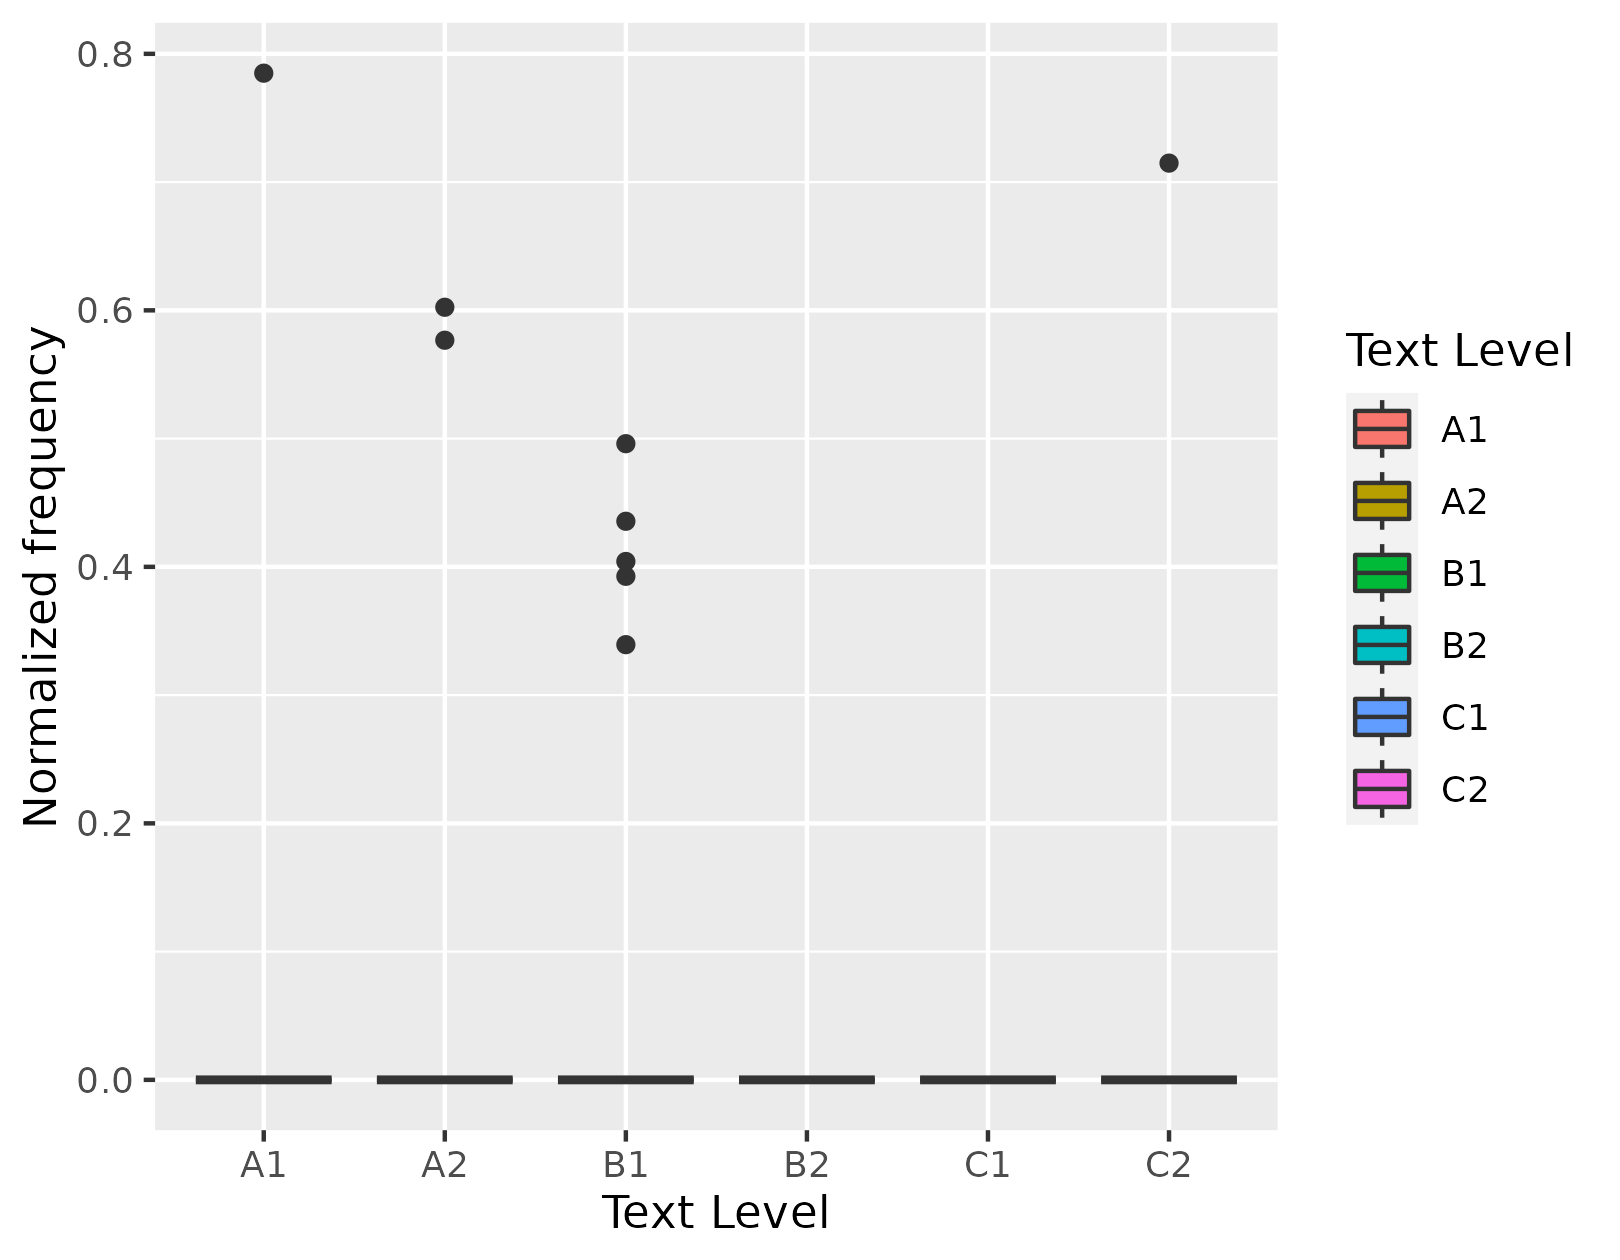 0.8
0.6
0.4
0.2
0.0
Normalized frequency
A1 A2 B1 B2 C1 C2
Text Level
Text Level
A1
A2
B1
B2
C1
C2